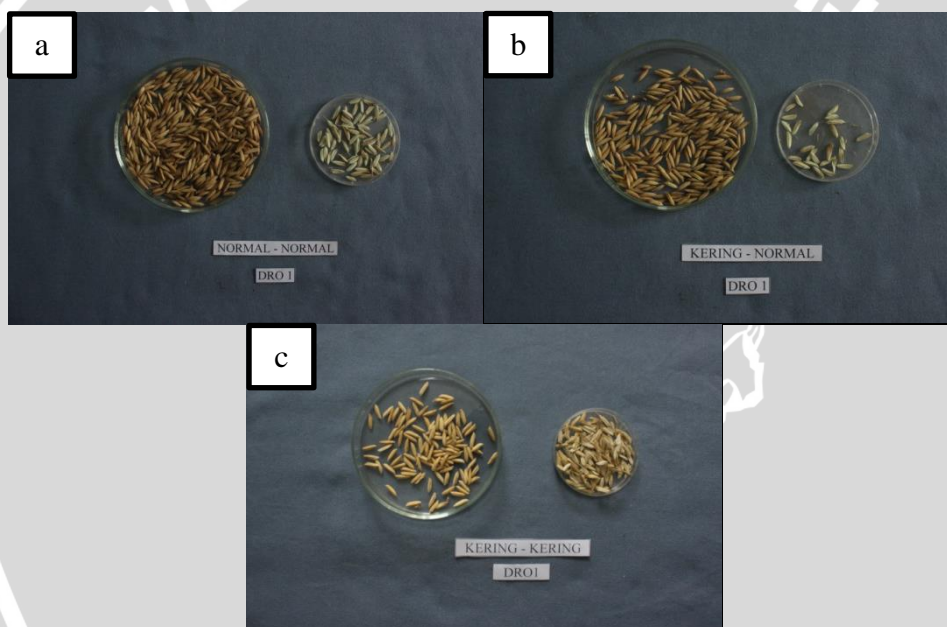 a
b
NORMAL - NORMAL
DRO 1
KERING - NORMAL
DRO 1
c
KERING - KERING
DRO1